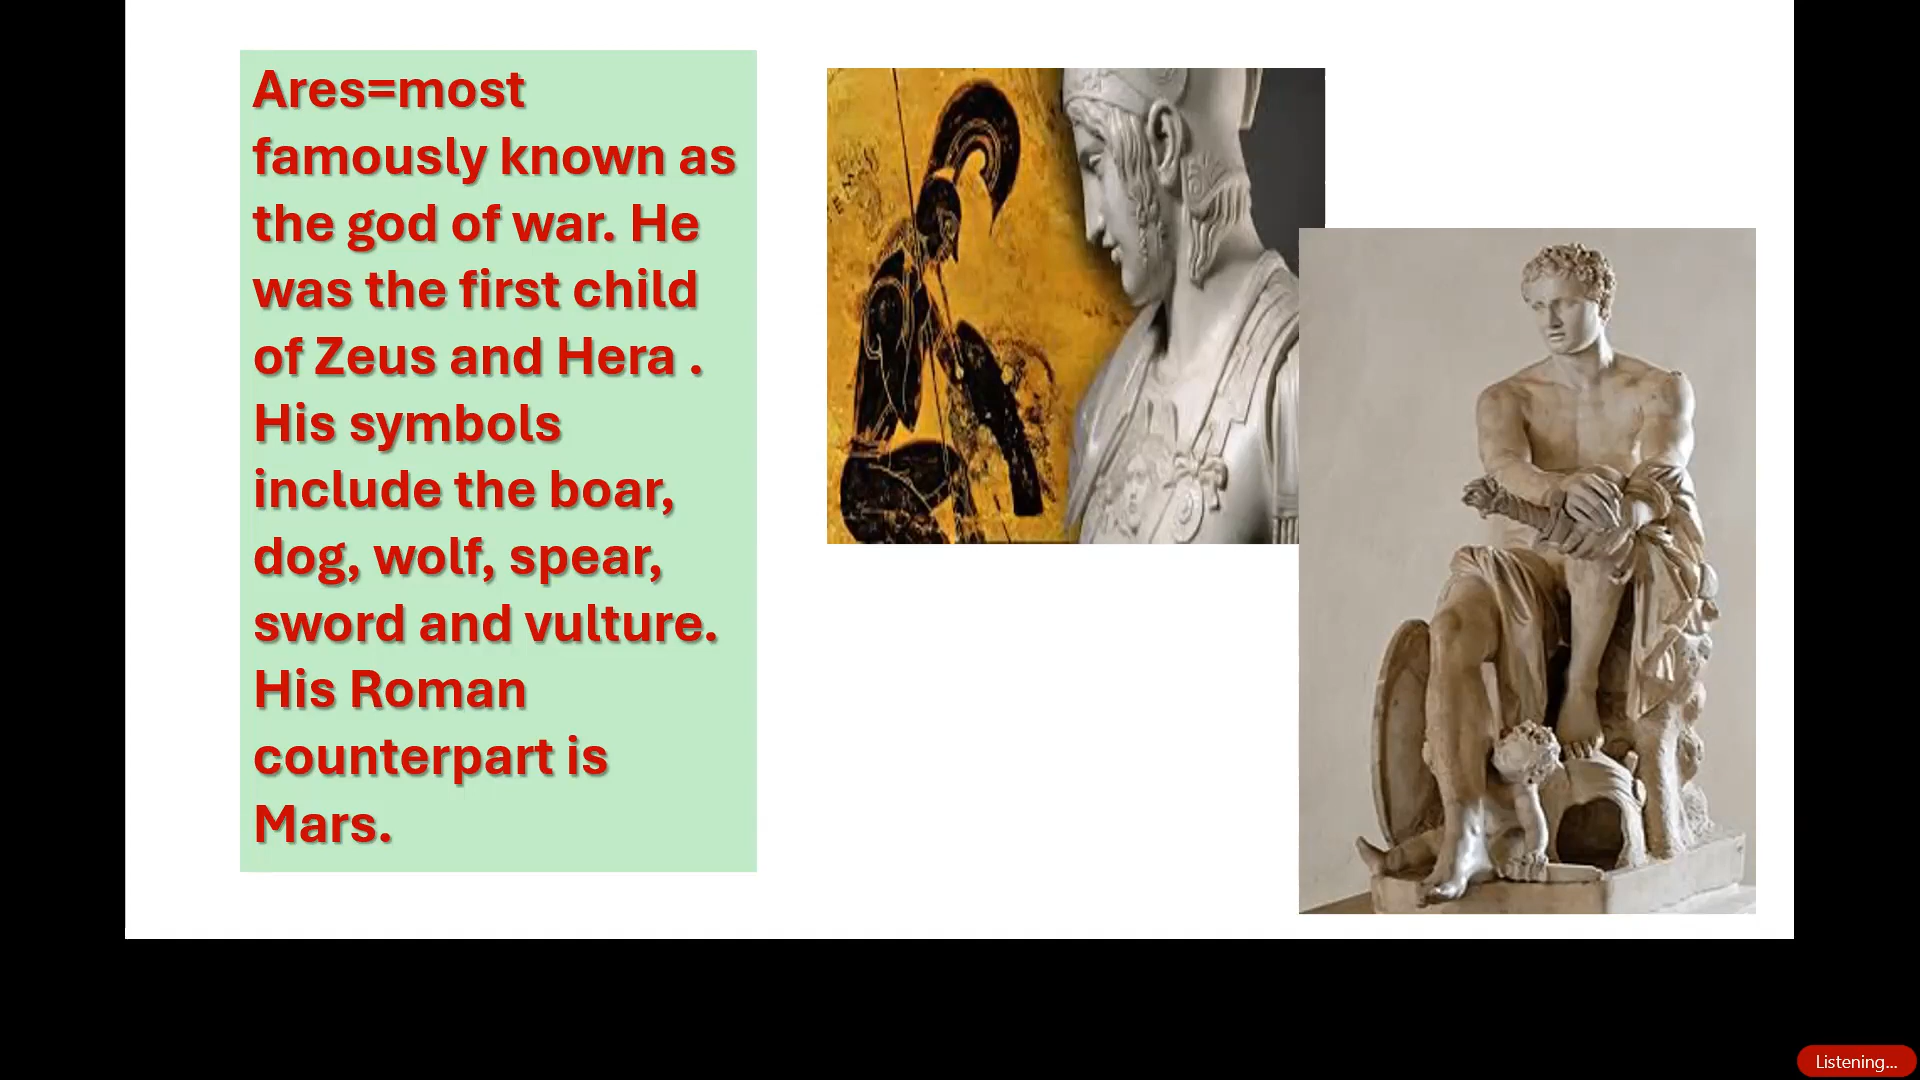 Ares=most
famously known as
the god of war. He
was the first child
of Zeus and Hera .
His symbols
include the boar,
dog, wolf, spear,
sword and vulture.
His Roman
counterpart is
Mars.
Listening...